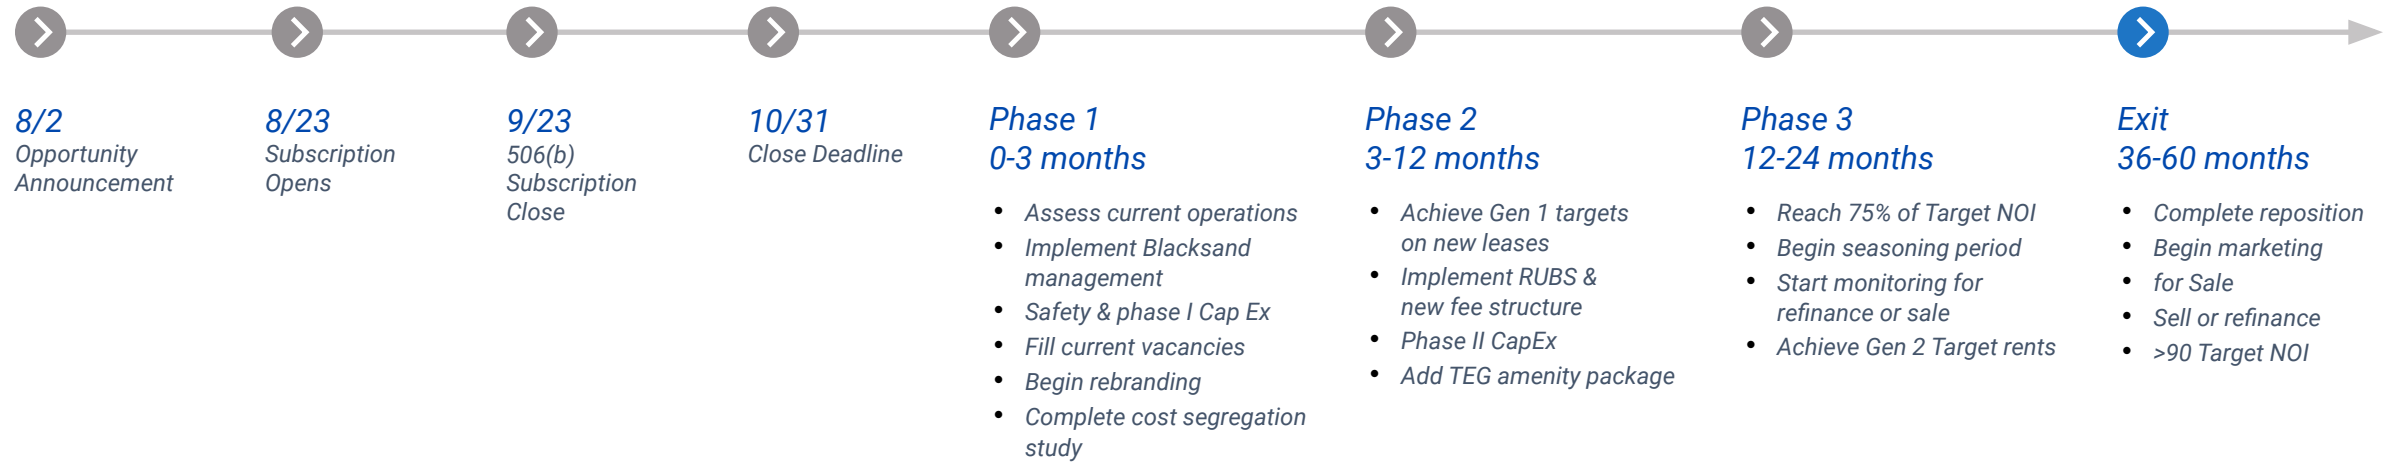 8/2
Opportunity
Announcement
8/23
Subscription
Opens
9/23
506(b)
Subscription
Close
10/31
Close Deadline
Phase 1
0-3 months
• Assess current operations
• Implement Blacksand
management
• Safety & phase I Cap Ex
• Fill current vacancies
• Begin rebranding
• Complete cost segregation
study
Phase 2
3-12 months
• Achieve Gen 1 targets
on new leases
• Implement RUBS &
new fee structure
• Phase II CapEx
• Add TEG amenity package
Phase 3
12-24 months
• Reach 75% of Target NOI
• Begin seasoning period
• Start monitoring for
refinance or sale
• Achieve Gen 2 Target rents
Exit
36-60 months
• Complete reposition
• Begin marketing
• for Sale
• Sell or refinance
• >90 Target NOI